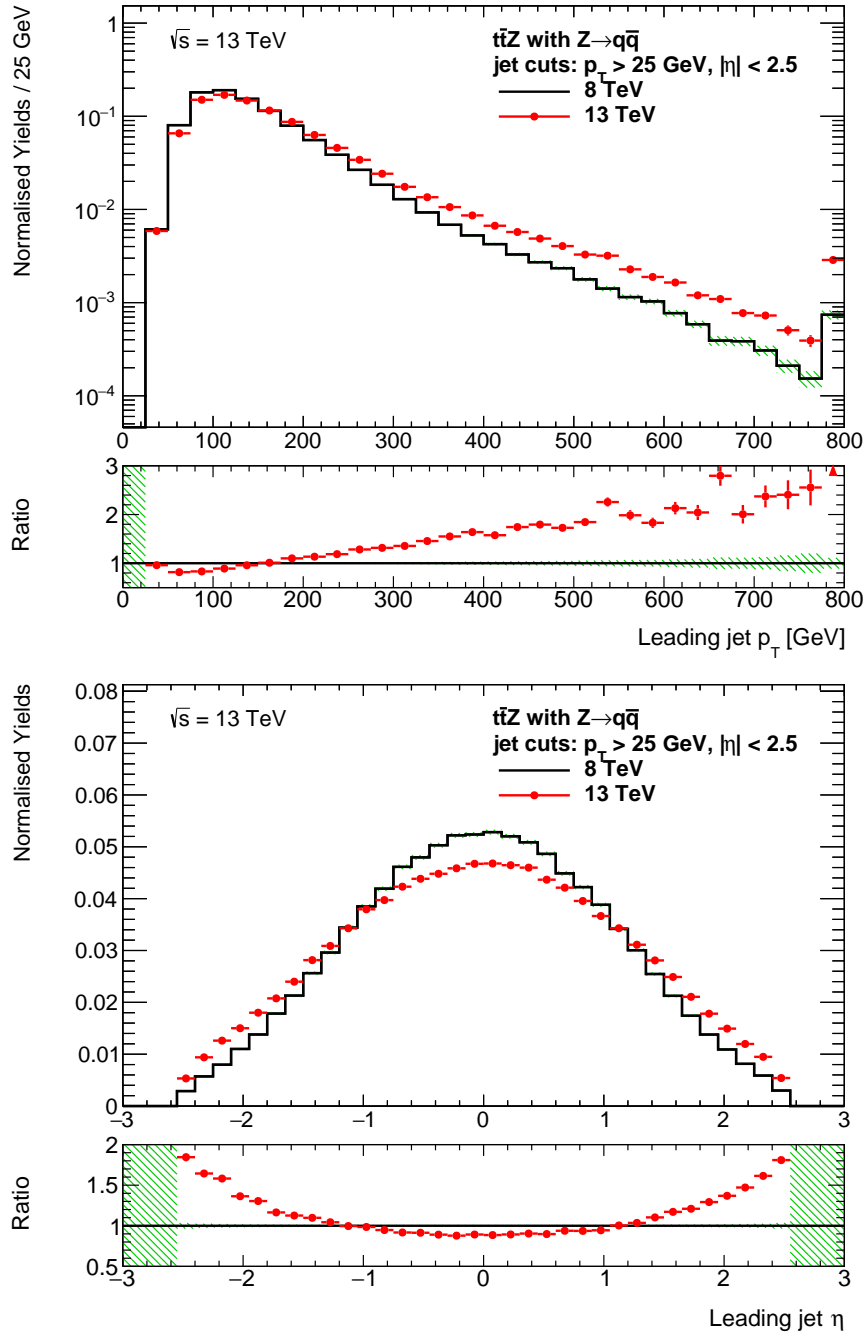 Normalised Yields / 25 GeV
√s = 13 TeV
tt̄Z with Z→qq̄
jet cuts: p_T > 25 GeV, |η| < 2.5
8 TeV
13 TeV
1
10⁻¹
10⁻²
10⁻³
10⁻⁴
0 100 200 300 400 500 600 700 800
Ratio
3
2
1
0 100 200 300 400 500 600 700 800
Leading jet p_T [GeV]
Normalised Yields
√s = 13 TeV
tt̄Z with Z→qq̄
jet cuts: p_T > 25 GeV, |η| < 2.5
8 TeV
13 TeV
0.08
0.07
0.06
0.05
0.04
0.03
0.02
0.01
0
−3 −2 −1 0 1 2 3
Ratio
2
1.5
1
0.5
−3 −2 −1 0 1 2 3
Leading jet η